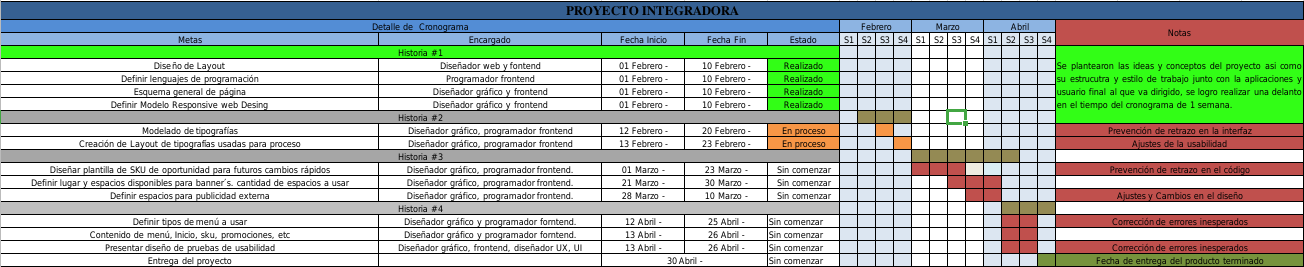 PROYECTO INTEGRADORA
Detalle de Cronograma Febrero Marzo Abril Notas
Metas Encargado Fecha Inicio Fecha Fin Estado S1 S2 S3 S4 S1 S2 S3 S4 S1 S2 S3 S4
Historia #1
Diseño de Layout Diseñador web y fontend 01 Febrero - 10 Febrero - Realizado
Definir lenguajes de programación Programador frontend 01 Febrero - 10 Febrero - Realizado
Esquema general de página Diseñador gráfico y frontend 01 Febrero - 10 Febrero - Realizado
Definir Modelo Responsive web Desing Diseñador gráfico y frontend 01 Febrero - 10 Febrero - Realizado
Se plantearon las ideas y conceptos del proyecto asi como
su estrucutra y estilo de trabajo junto con la aplicaciones y
usuario final al que va dirigido, se logro realizar una delanto
en el tiempo del cronograma de 1 semana.
Historia #2
Modelado de tipografías Diseñador gráfico, programador frontend 12 Febrero - 20 Febrero - En proceso Prevención de retrazo en la interfaz
Creación de Layout de tipografías usadas para proceso Diseñador gráfico, programador frontend 13 Febrero - 23 Febrero - En proceso Ajustes de la usabilidad
Historia #3
Diseñar plantilla de SKU de oportunidad para futuros cambios rápidos Diseñador gráfico, programador frontend. 01 Marzo - 23 Marzo - Sin comenzar Prevención de retrazo en el código
Definir lugar y espacios disponibles para banner´s. cantidad de espacios a usar Diseñador gráfico, programador frontend. 21 Marzo - 30 Marzo - Sin comenzar
Definir espacios para publicidad externa Diseñador gráfico, programador frontend. 28 Marzo - 10 Marzo - Sin comenzar Ajustes y Cambios en el diseño
Historia #4
Definir tipos de menú a usar Diseñador gráfico y programador frontend. 12 Abril - 25 Abril - Sin comenzar Corrección de errores inesperados
Contenido de menú, Inicio, sku, promociones, etc Diseñador gráfico y programador frontend. 13 Abril - 26 Abril - Sin comenzar
Presentar diseño de pruebas de usabilidad Diseñador gráfico, frontend, diseñador UX, UI 13 Abril - 26 Abril - Sin comenzar Corrección de errores inesperados
Entrega del proyecto 30 Abril - Sin comenzar Fecha de entrega del producto terminado